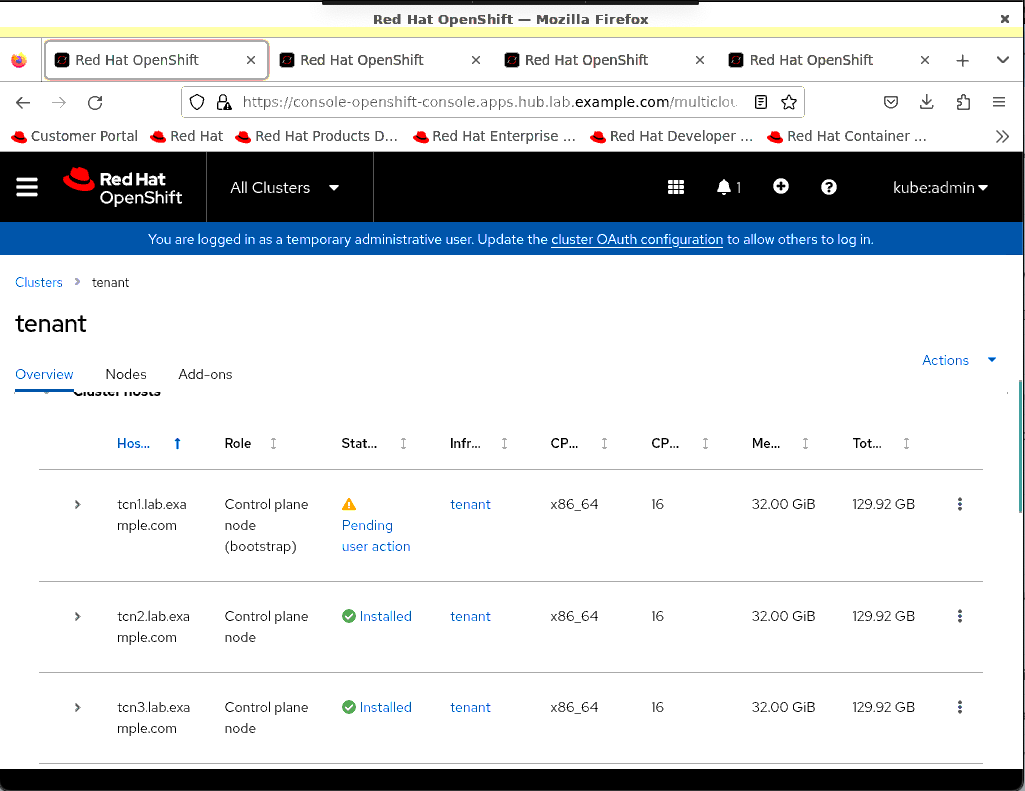 Red Hat OpenShift — Mozilla Firefox
Red Hat OpenShift Red Hat OpenShift Red Hat OpenShift Red Hat OpenShift
https://console-openshift-console.apps.hub.lab.example.com/multiclou
Customer Portal Red Hat Red Hat Products D... Red Hat Enterprise ... Red Hat Developer ... Red Hat Container ...
Red Hat
OpenShift
All Clusters
1
kube:admin
You are logged in as a temporary administrative user. Update the cluster OAuth configuration to allow others to log in.
Clusters tenant
tenant
Actions
Overview Nodes Add-ons
Cluster hosts
Hos... Role Stat... Infr... CP... CP... Me... Tot...
tcn1.lab.exa Control plane tenant x86_64 16 32.00 GiB 129.92 GB
mple.com node Pending
(bootstrap) user action
tcn2.lab.exa Control plane Installed tenant x86_64 16 32.00 GiB 129.92 GB
mple.com node
tcn3.lab.exa Control plane Installed tenant x86_64 16 32.00 GiB 129.92 GB
mple.com node